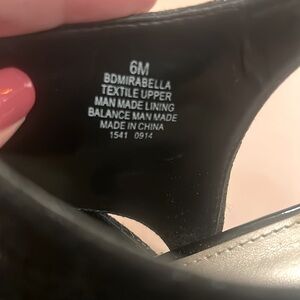 6M
BDMIRABELLA
TEXTILE UPPER
MAN MADE LINING
BALANCE MAN MADE
MADE IN CHINA
1541 0914